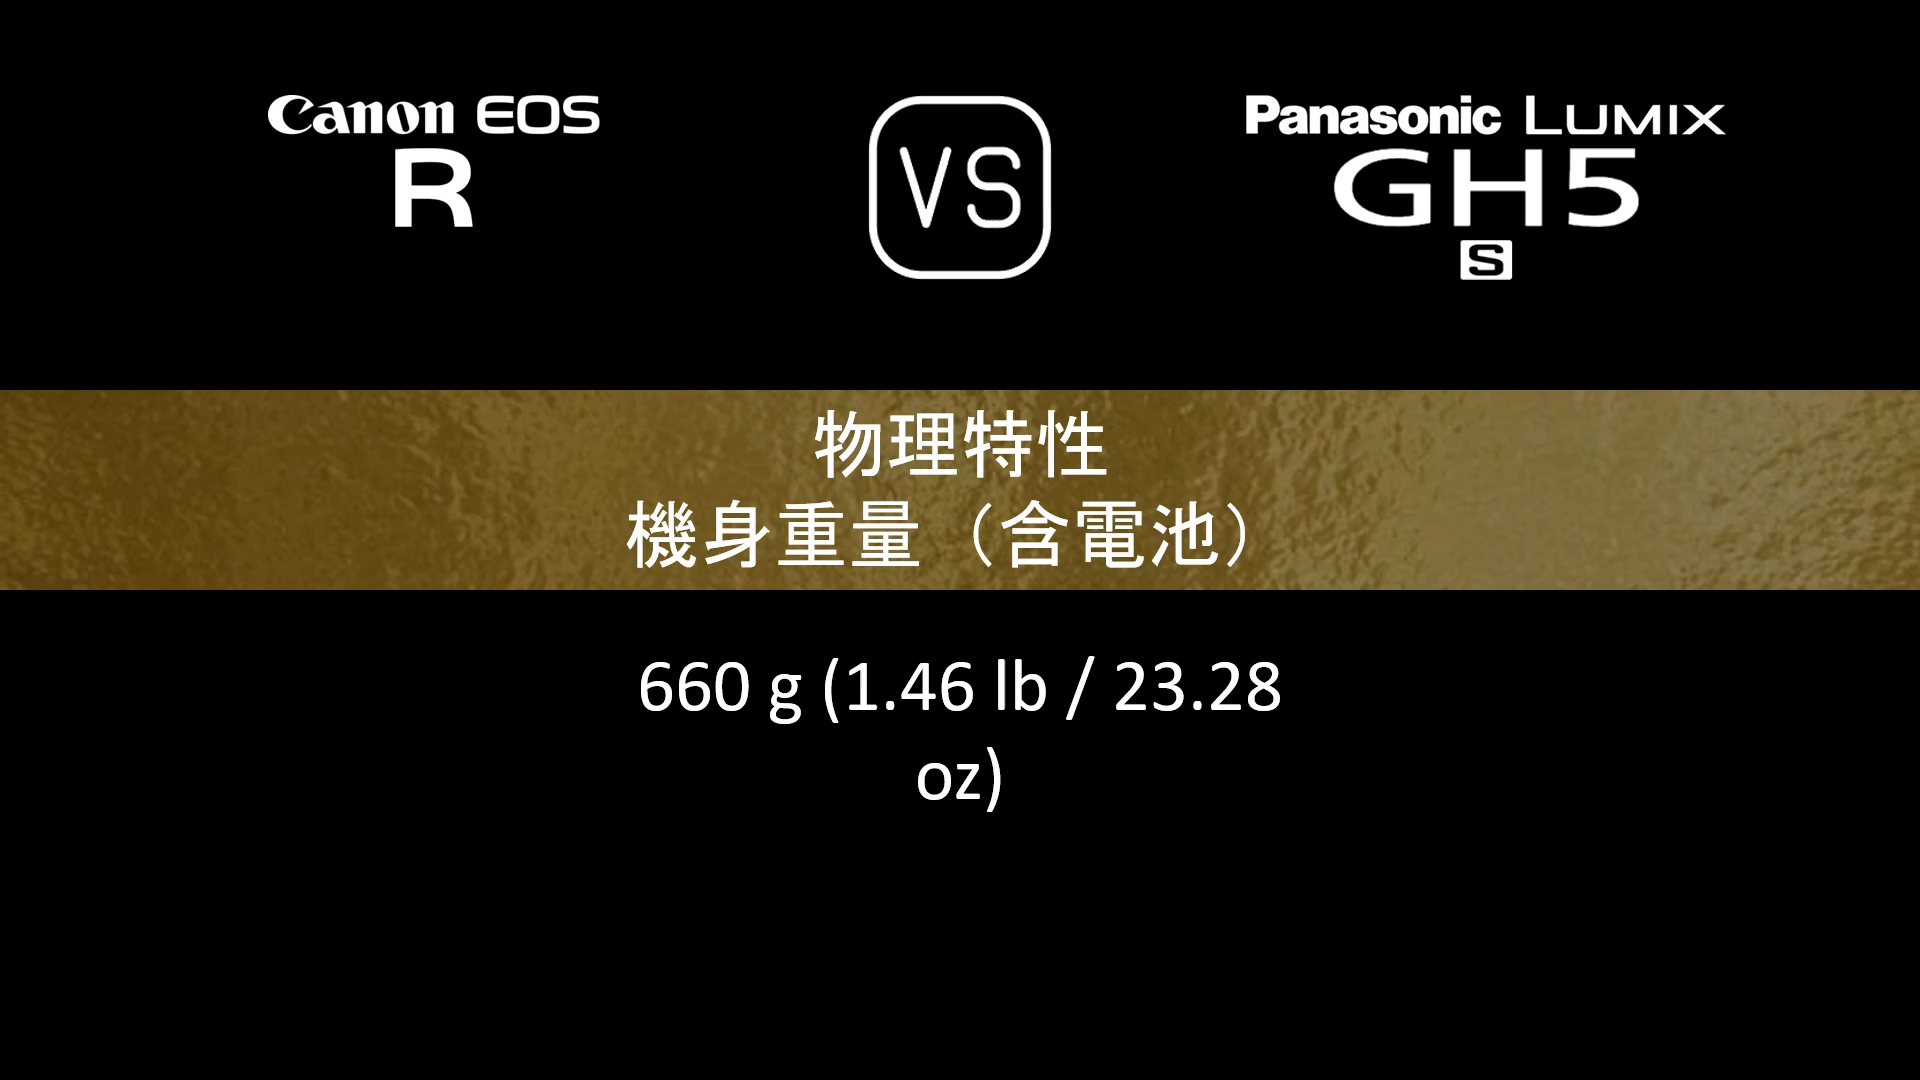 Canon EOS
R
VS
Panasonic LUMIX
GH5
S
物理特性
機身重量（含電池）
660 g (1.46 lb / 23.28
oz)